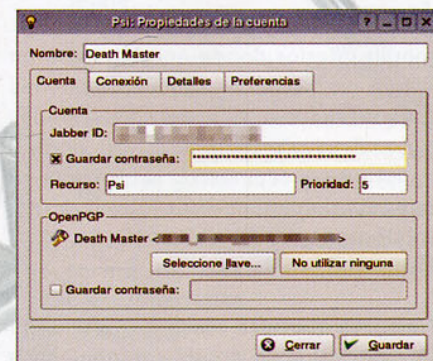 Psi: Propiedades de la cuenta
Nombre: Death Master
Cuenta Conexión Detalles Preferencias
Cuenta
Jabber ID:
Guardar contraseña: **************************************
Recurso: Psi Prioridad: 5
OpenPGP
Death Master < >
Seleccione llave... No utilizar ninguna
Guardar contraseña:
Cerrar Guardar